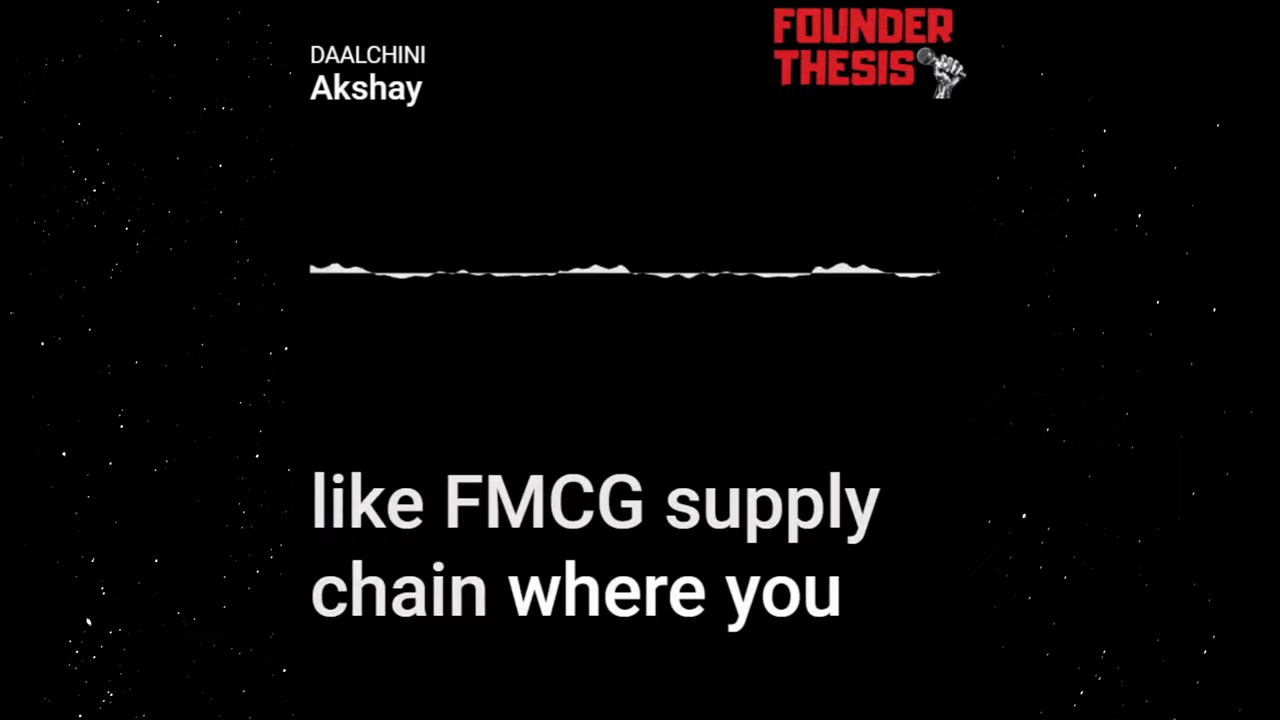 DAALCHINI
Akshay
FOUNDER
THESIS
like FMCG supply
chain where you